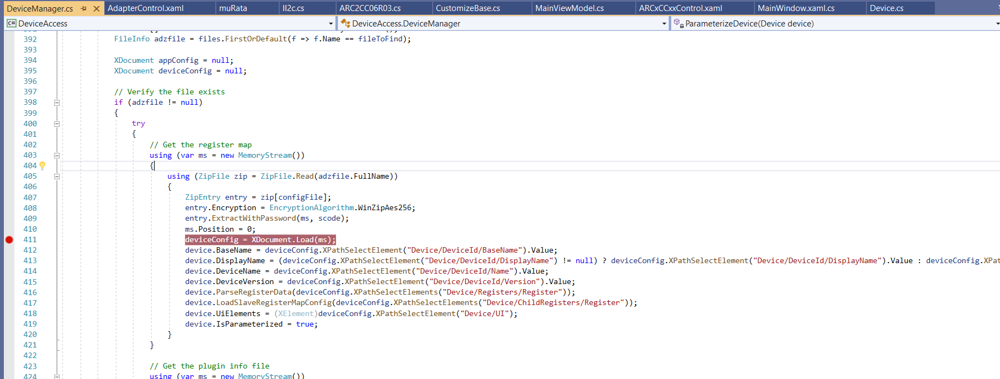 DeviceManager.cs AdapterControl.xaml muRata II2c.cs ARC2CC06R03.cs CustomizeBase.cs MainViewModel.cs ARCxCCxxControl.xaml MainWindow.xaml.cs Device.cs
C# DeviceAccess DeviceAccess.DeviceManager ParameterizeDevice(Device device)
392 FileInfo adzfile = files.FirstOrDefault(f => f.Name == fileToFind);
393
394 XDocument appConfig = null;
395 XDocument deviceConfig = null;
396
397 // Verify the file exists
398 if (adzfile != null)
399 {
400 try
401 {
402 // Get the register map
403 using (var ms = new MemoryStream())
404 {
405 using (ZipFile zip = ZipFile.Read(adzfile.FullName))
406 {
407 ZipEntry entry = zip[configFile];
408 entry.Encryption = EncryptionAlgorithm.WinZipAes256;
409 entry.ExtractWithPassword(ms, scode);
410 ms.Position = 0;
411 deviceConfig = XDocument.Load(ms);
412 device.BaseName = deviceConfig.XPathSelectElement("Device/DeviceId/BaseName").Value;
413 device.DisplayName = (deviceConfig.XPathSelectElement("Device/DeviceId/DisplayName") != null) ? deviceConfig.XPathSelectElement("Device/DeviceId/DisplayName").Value : deviceConfig.XPat
414 device.DeviceName = deviceConfig.XPathSelectElement("Device/DeviceId/Name").Value;
415 device.DeviceVersion = deviceConfig.XPathSelectElement("Device/DeviceId/Version").Value;
416 device.ParseRegisterData(deviceConfig.XPathSelectElements("Device/Registers/Register"));
417 device.LoadSlaveRegisterMapConfig(deviceConfig.XPathSelectElements("Device/ChildRegisters/Register"));
418 device.UiElements = (XElement)deviceConfig.XPathSelectElement("Device/UI");
419 device.IsParameterized = true;
420 }
421 }
422
423 // Get the plugin info file
424 using (var ms = new MemoryStream())